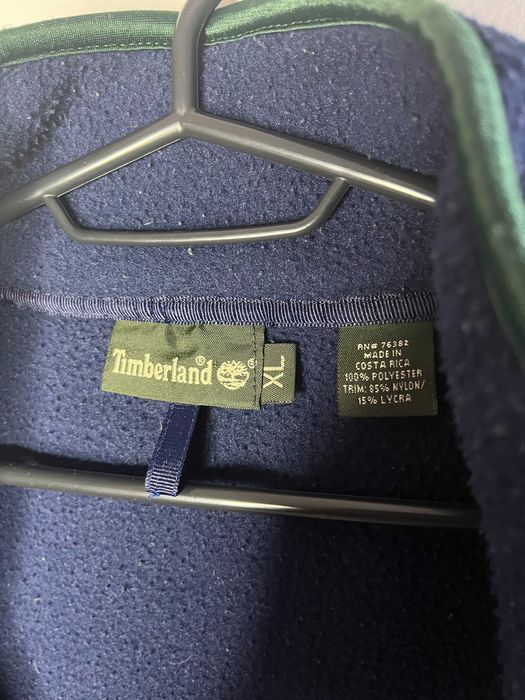 Timberland®
®
XL
RN# 76382
MADE IN
COSTA RICA
100% POLYESTER
TRIM: 85% NYLON/
15% LYCRA